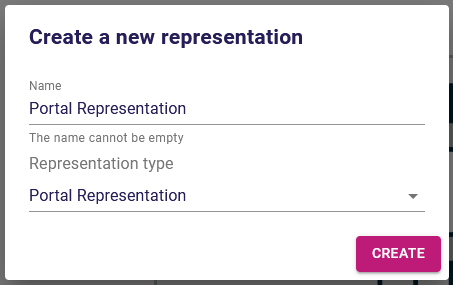 Create a new representation
Name
Portal Representation
The name cannot be empty
Representation type
Portal Representation
CREATE